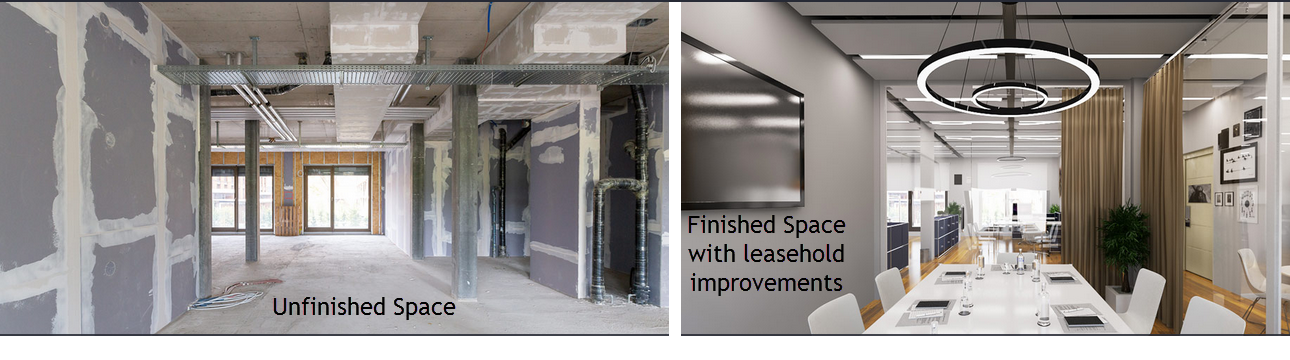 Unfinished Space
Finished Space
with leasehold
improvements